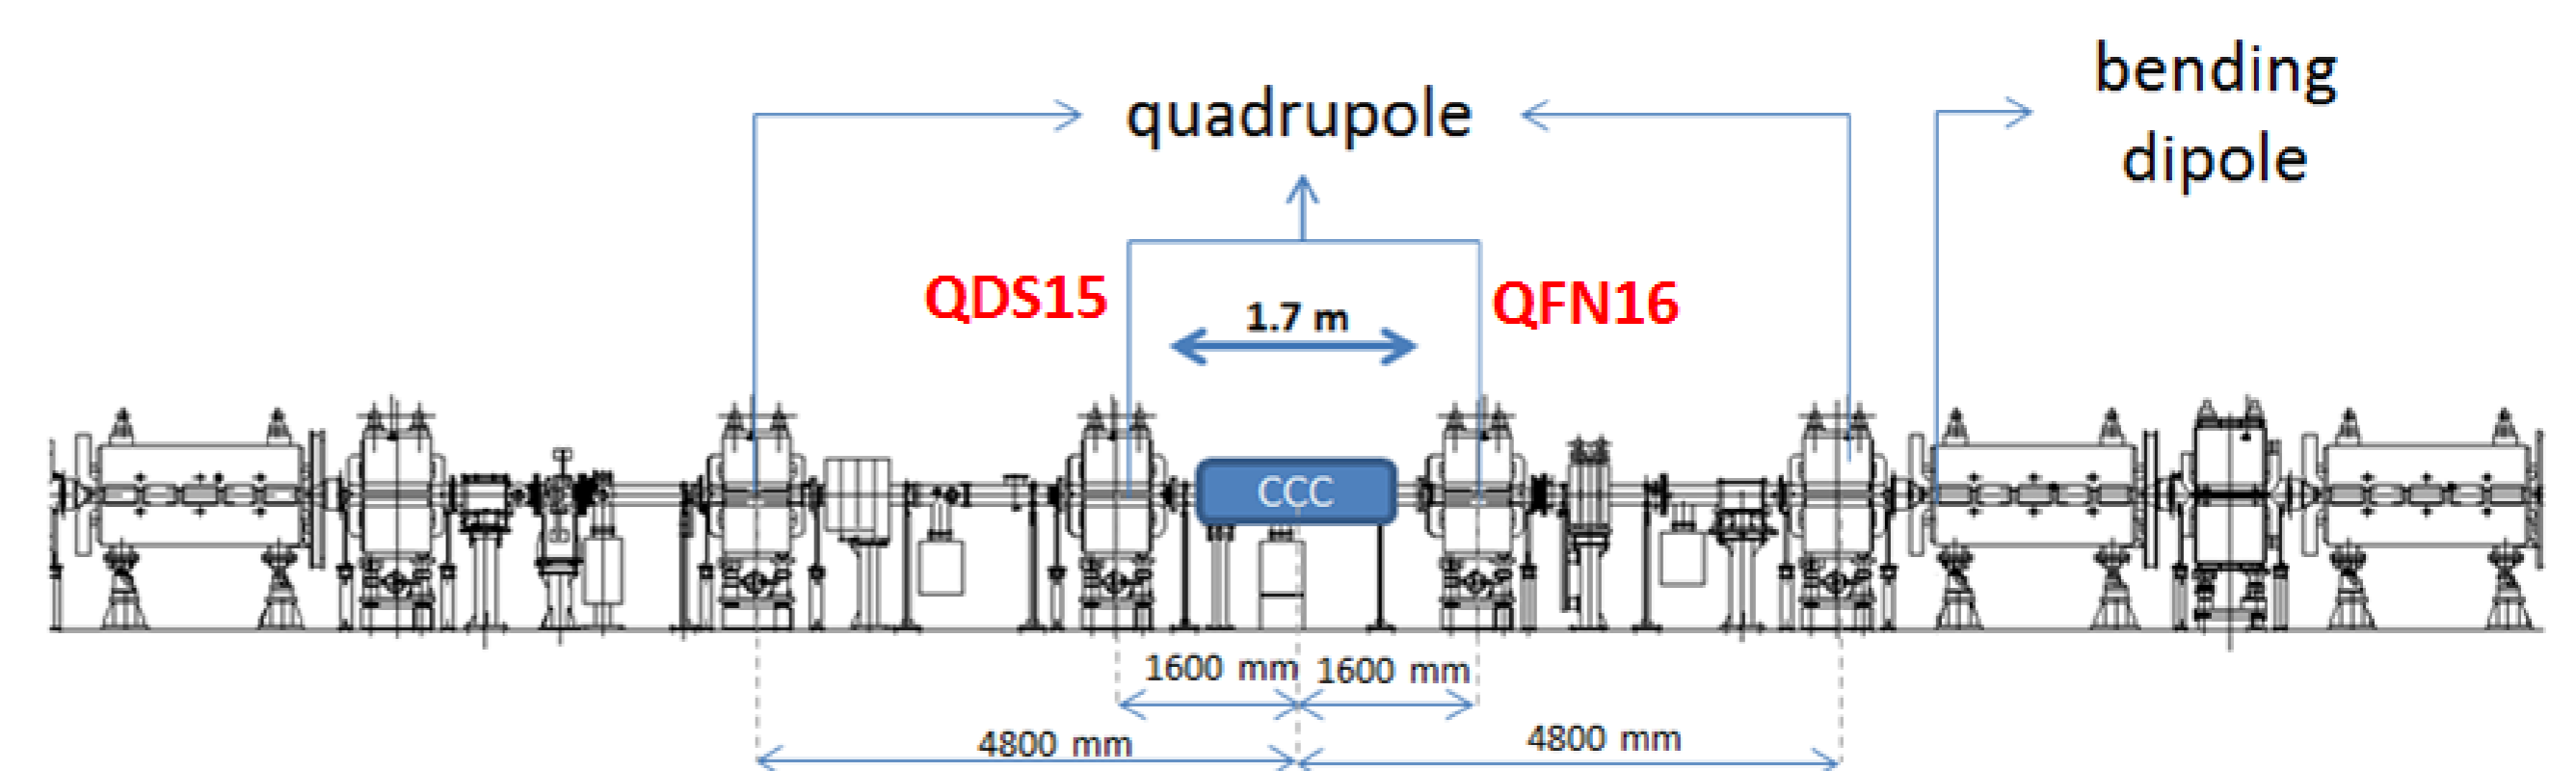 bending
dipole
quadrupole
QDS15
QFN16
1.7 m
CCC
1600 mm
1600 mm
4800 mm
4800 mm